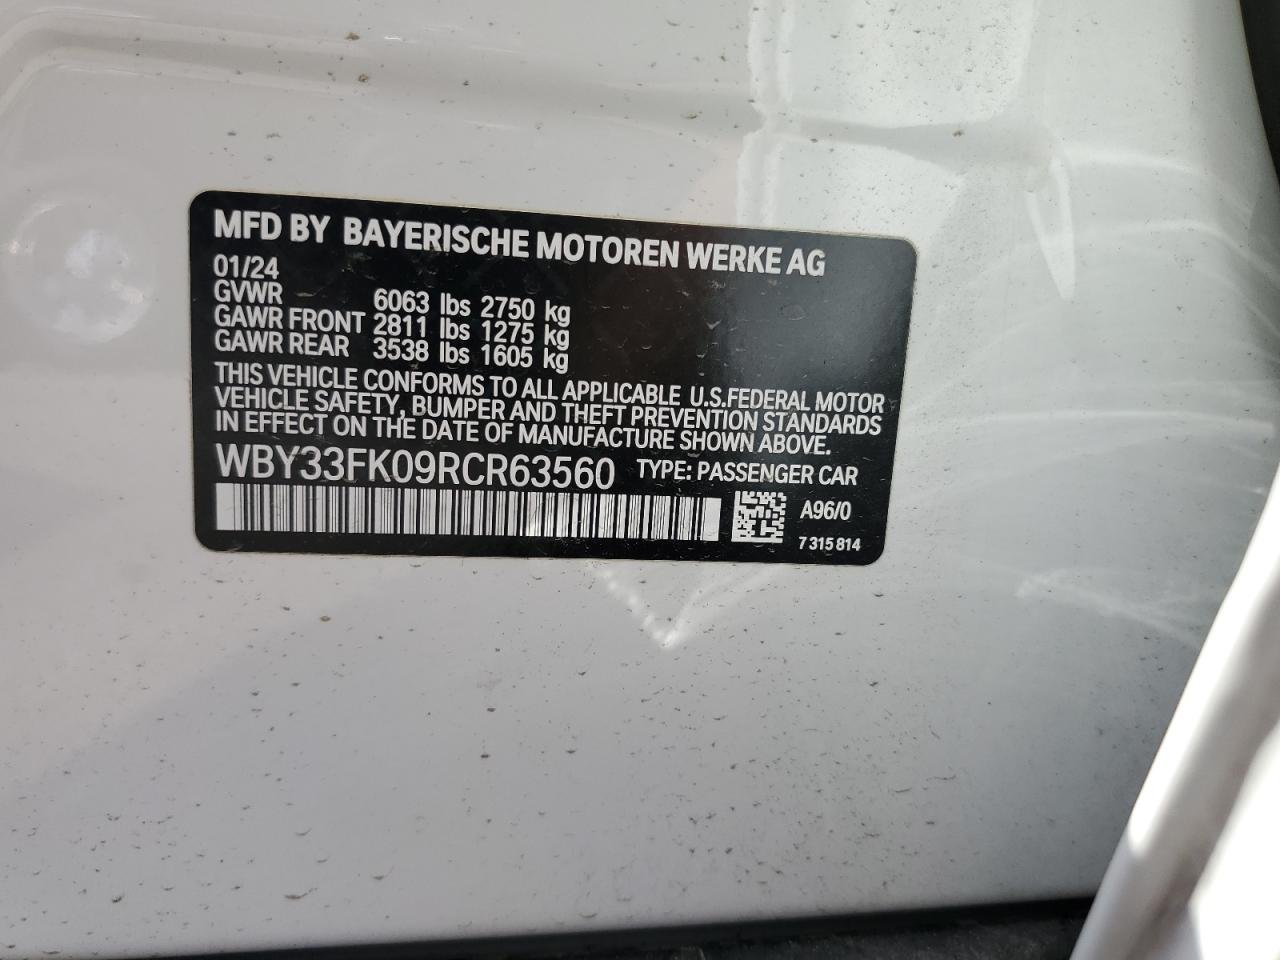 MFD BY BAYERISCHE MOTOREN WERKE AG
01/24
GVWR 6063 lbs 2750 kg
GAWR FRONT 2811 lbs 1275 kg
GAWR REAR 3538 lbs 1605 kg
THIS VEHICLE CONFORMS TO ALL APPLICABLE U.S.FEDERAL MOTOR
VEHICLE SAFETY, BUMPER AND THEFT PREVENTION STANDARDS
IN EFFECT ON THE DATE OF MANUFACTURE SHOWN ABOVE.
WBY33FK09RCR63560 TYPE: PASSENGER CAR
A96/0
7 315 814